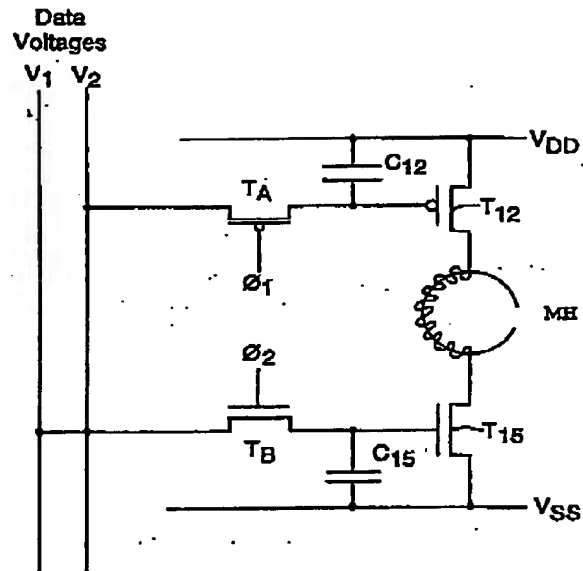 Data
Voltages
V1 V2
VDD
C12
TA
T12
Ø1
MH
Ø2
T15
TB
C15
VSS